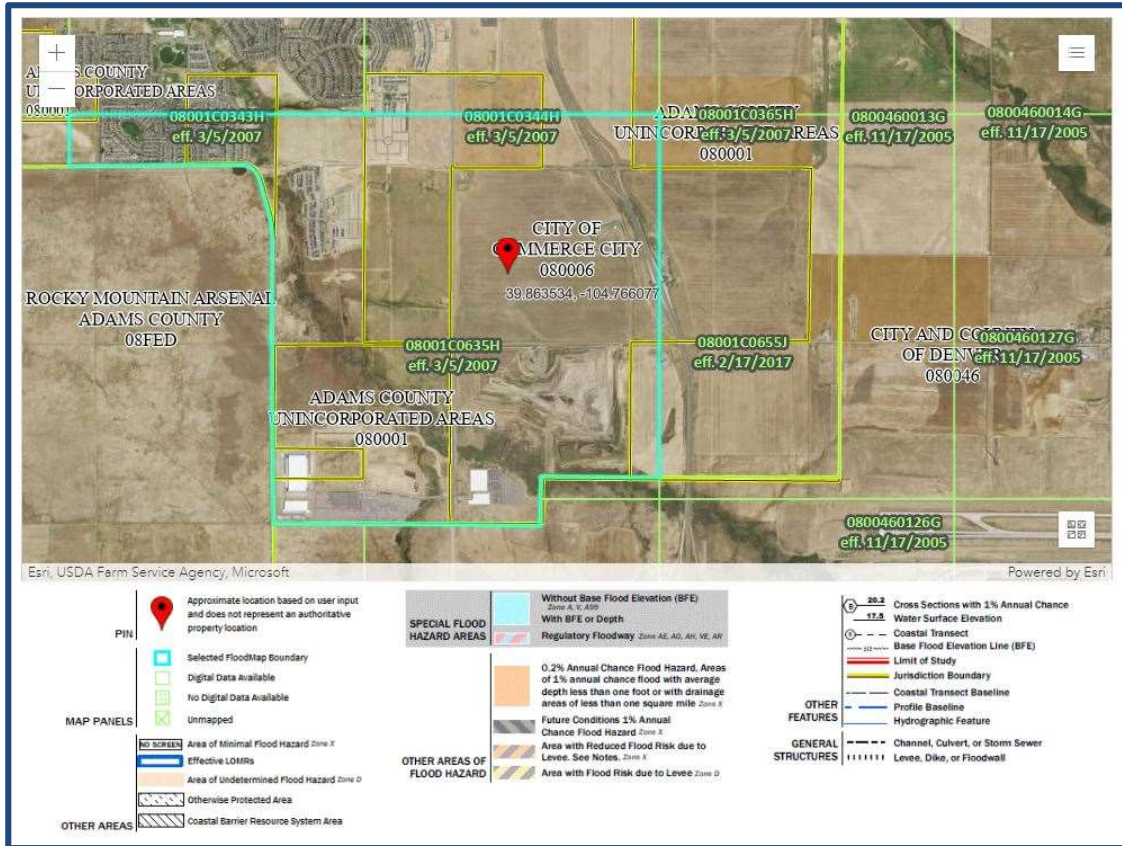 +
−
ADAMS COUNTY
UNINCORPORATED AREAS
080001
08001C0343H
eff. 3/5/2007
08001C0344H
eff. 3/5/2007
ADAMS COUNTY
UNINCORPORATED AREAS
080001
08001C0365H
eff. 3/5/2007
0800460013G
eff. 11/17/2005
0800460014G
eff. 11/17/2005
CITY OF
COMMERCE CITY
080006
39.863534, -104.766077
ROCKY MOUNTAIN ARSENAL
ADAMS COUNTY
08FED
08001C0635H
eff. 3/5/2007
08001C0655J
eff. 2/17/2017
CITY AND COUNTY
OF DENVER
080046
0800460127G
eff. 11/17/2005
ADAMS COUNTY
UNINCORPORATED AREAS
080001
0800460126G
eff. 11/17/2005
Esri, USDA Farm Service Agency, Microsoft
Powered by Esri
PIN
Approximate location based on user input
and does not represent an authoritative
property location
MAP PANELS
Selected FloodMap Boundary
Digital Data Available
No Digital Data Available
Unmapped
OTHER AREAS
NO SCREEN Area of Minimal Flood Hazard Zone X
Effective LOMRs
Area of Undetermined Flood Hazard Zone D
Otherwise Protected Area
Coastal Barrier Resource System Area
SPECIAL FLOOD
HAZARD AREAS
Without Base Flood Elevation (BFE)
Zone A, V, A99
With BFE or Depth
Regulatory Floodway Zone AE, AO, AH, VE, AR
OTHER AREAS OF
FLOOD HAZARD
0.2% Annual Chance Flood Hazard, Areas
of 1% annual chance flood with average
depth less than one foot or with drainage
areas of less than one square mile Zone X
Future Conditions 1% Annual
Chance Flood Hazard Zone X
Area with Reduced Flood Risk due to
Levee. See Notes. Zone X
Area with Flood Risk due to Levee Zone D
OTHER
FEATURES
20.2 Cross Sections with 1% Annual Chance
17.5 Water Surface Elevation
Coastal Transect
Base Flood Elevation Line (BFE)
Limit of Study
Jurisdiction Boundary
Coastal Transect Baseline
Profile Baseline
Hydrographic Feature
GENERAL
STRUCTURES
Channel, Culvert, or Storm Sewer
Levee, Dike, or Floodwall